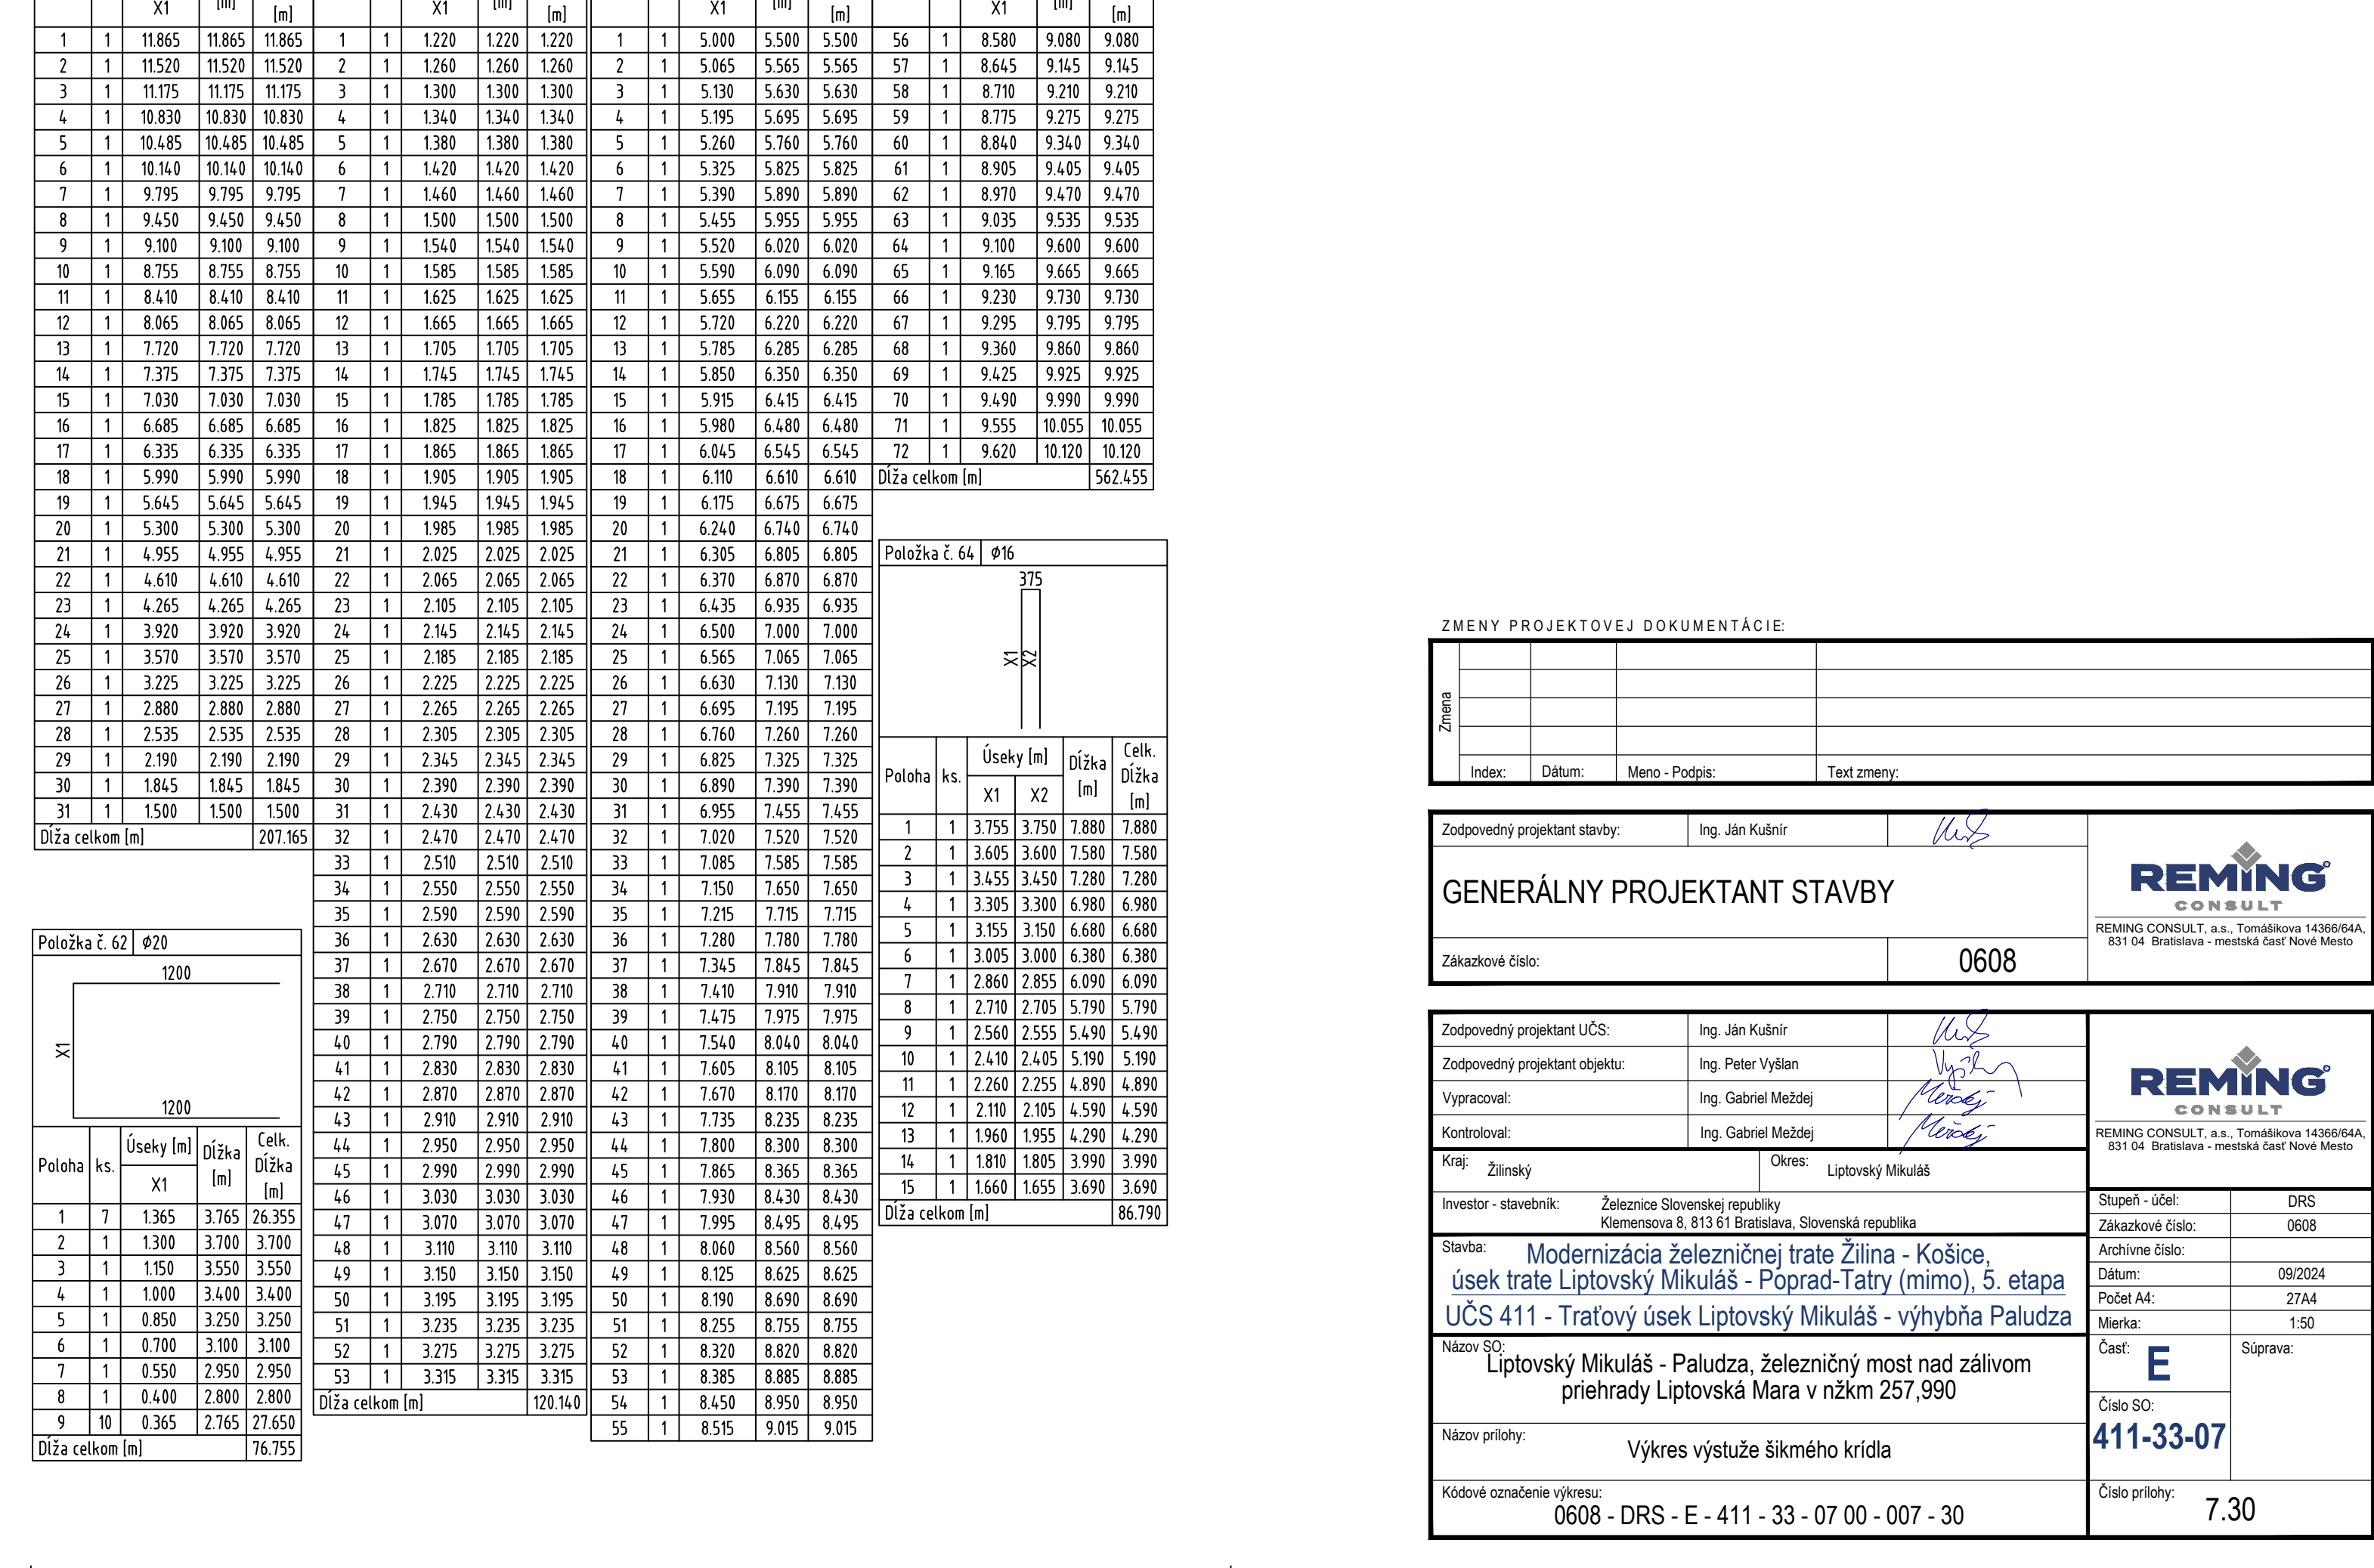 X1 [m] [m]
1 1 11.865 11.865 11.865
2 1 11.520 11.520 11.520
3 1 11.175 11.175 11.175
4 1 10.830 10.830 10.830
5 1 10.485 10.485 10.485
6 1 10.140 10.140 10.140
7 1 9.795 9.795 9.795
8 1 9.450 9.450 9.450
9 1 9.100 9.100 9.100
10 1 8.755 8.755 8.755
11 1 8.410 8.410 8.410
12 1 8.065 8.065 8.065
13 1 7.720 7.720 7.720
14 1 7.375 7.375 7.375
15 1 7.030 7.030 7.030
16 1 6.685 6.685 6.685
17 1 6.335 6.335 6.335
18 1 5.990 5.990 5.990
19 1 5.645 5.645 5.645
20 1 5.300 5.300 5.300
21 1 4.955 4.955 4.955
22 1 4.610 4.610 4.610
23 1 4.265 4.265 4.265
24 1 3.920 3.920 3.920
25 1 3.570 3.570 3.570
26 1 3.225 3.225 3.225
27 1 2.880 2.880 2.880
28 1 2.535 2.535 2.535
29 1 2.190 2.190 2.190
30 1 1.845 1.845 1.845
31 1 1.500 1.500 1.500
Dĺža celkom [m] 207.165
Položka č. 62 Ø20
1200
X1
1200
Poloha ks. Úseky [m] Dĺžka [m] Celk. Dĺžka [m]
X1
1 7 1.365 3.765 26.355
2 1 1.300 3.700 3.700
3 1 1.150 3.550 3.550
4 1 1.000 3.400 3.400
5 1 0.850 3.250 3.250
6 1 0.700 3.100 3.100
7 1 0.550 2.950 2.950
8 1 0.400 2.800 2.800
9 10 0.365 2.765 27.650
Dĺža celkom [m] 76.755
X1 [m] [m]
1 1 1.220 1.220 1.220
2 1 1.260 1.260 1.260
3 1 1.300 1.300 1.300
4 1 1.340 1.340 1.340
5 1 1.380 1.380 1.380
6 1 1.420 1.420 1.420
7 1 1.460 1.460 1.460
8 1 1.500 1.500 1.500
9 1 1.540 1.540 1.540
10 1 1.585 1.585 1.585
11 1 1.625 1.625 1.625
12 1 1.665 1.665 1.665
13 1 1.705 1.705 1.705
14 1 1.745 1.745 1.745
15 1 1.785 1.785 1.785
16 1 1.825 1.825 1.825
17 1 1.865 1.865 1.865
18 1 1.905 1.905 1.905
19 1 1.945 1.945 1.945
20 1 1.985 1.985 1.985
21 1 2.025 2.025 2.025
22 1 2.065 2.065 2.065
23 1 2.105 2.105 2.105
24 1 2.145 2.145 2.145
25 1 2.185 2.185 2.185
26 1 2.225 2.225 2.225
27 1 2.265 2.265 2.265
28 1 2.305 2.305 2.305
29 1 2.345 2.345 2.345
30 1 2.390 2.390 2.390
31 1 2.430 2.430 2.430
32 1 2.470 2.470 2.470
33 1 2.510 2.510 2.510
34 1 2.550 2.550 2.550
35 1 2.590 2.590 2.590
36 1 2.630 2.630 2.630
37 1 2.670 2.670 2.670
38 1 2.710 2.710 2.710
39 1 2.750 2.750 2.750
40 1 2.790 2.790 2.790
41 1 2.830 2.830 2.830
42 1 2.870 2.870 2.870
43 1 2.910 2.910 2.910
44 1 2.950 2.950 2.950
45 1 2.990 2.990 2.990
46 1 3.030 3.030 3.030
47 1 3.070 3.070 3.070
48 1 3.110 3.110 3.110
49 1 3.150 3.150 3.150
50 1 3.195 3.195 3.195
51 1 3.235 3.235 3.235
52 1 3.275 3.275 3.275
53 1 3.315 3.315 3.315
Dĺža celkom [m] 120.140
X1 [m] [m]
1 1 5.000 5.500 5.500
2 1 5.065 5.565 5.565
3 1 5.130 5.630 5.630
4 1 5.195 5.695 5.695
5 1 5.260 5.760 5.760
6 1 5.325 5.825 5.825
7 1 5.390 5.890 5.890
8 1 5.455 5.955 5.955
9 1 5.520 6.020 6.020
10 1 5.590 6.090 6.090
11 1 5.655 6.155 6.155
12 1 5.720 6.220 6.220
13 1 5.785 6.285 6.285
14 1 5.850 6.350 6.350
15 1 5.915 6.415 6.415
16 1 5.980 6.480 6.480
17 1 6.045 6.545 6.545
18 1 6.110 6.610 6.610
19 1 6.175 6.675 6.675
20 1 6.240 6.740 6.740
21 1 6.305 6.805 6.805
22 1 6.370 6.870 6.870
23 1 6.435 6.935 6.935
24 1 6.500 7.000 7.000
25 1 6.565 7.065 7.065
26 1 6.630 7.130 7.130
27 1 6.695 7.195 7.195
28 1 6.760 7.260 7.260
29 1 6.825 7.325 7.325
30 1 6.890 7.390 7.390
31 1 6.955 7.455 7.455
32 1 7.020 7.520 7.520
33 1 7.085 7.585 7.585
34 1 7.150 7.650 7.650
35 1 7.215 7.715 7.715
36 1 7.280 7.780 7.780
37 1 7.345 7.845 7.845
38 1 7.410 7.910 7.910
39 1 7.475 7.975 7.975
40 1 7.540 8.040 8.040
41 1 7.605 8.105 8.105
42 1 7.670 8.170 8.170
43 1 7.735 8.235 8.235
44 1 7.800 8.300 8.300
45 1 7.865 8.365 8.365
46 1 7.930 8.430 8.430
47 1 7.995 8.495 8.495
48 1 8.060 8.560 8.560
49 1 8.125 8.625 8.625
50 1 8.190 8.690 8.690
51 1 8.255 8.755 8.755
52 1 8.320 8.820 8.820
53 1 8.385 8.885 8.885
54 1 8.450 8.950 8.950
55 1 8.515 9.015 9.015
X1 [m] [m]
56 1 8.580 9.080 9.080
57 1 8.645 9.145 9.145
58 1 8.710 9.210 9.210
59 1 8.775 9.275 9.275
60 1 8.840 9.340 9.340
61 1 8.905 9.405 9.405
62 1 8.970 9.470 9.470
63 1 9.035 9.535 9.535
64 1 9.100 9.600 9.600
65 1 9.165 9.665 9.665
66 1 9.230 9.730 9.730
67 1 9.295 9.795 9.795
68 1 9.360 9.860 9.860
69 1 9.425 9.925 9.925
70 1 9.490 9.990 9.990
71 1 9.555 10.055 10.055
72 1 9.620 10.120 10.120
Dĺža celkom [m] 562.455
Položka č. 64 Ø16
375
X1
X2
Poloha ks. Úseky [m] Dĺžka [m] Celk. Dĺžka [m]
X1 X2
1 1 3.755 3.750 7.880 7.880
2 1 3.605 3.600 7.580 7.580
3 1 3.455 3.450 7.280 7.280
4 1 3.305 3.300 6.980 6.980
5 1 3.155 3.150 6.680 6.680
6 1 3.005 3.000 6.380 6.380
7 1 2.860 2.855 6.090 6.090
8 1 2.710 2.705 5.790 5.790
9 1 2.560 2.555 5.490 5.490
10 1 2.410 2.405 5.190 5.190
11 1 2.260 2.255 4.890 4.890
12 1 2.110 2.105 4.590 4.590
13 1 1.960 1.955 4.290 4.290
14 1 1.810 1.805 3.990 3.990
15 1 1.660 1.655 3.690 3.690
Dĺža celkom [m] 86.790
ZMENY PROJEKTOVEJ DOKUMENTÁCIE:
Zmena
Index: Dátum: Meno - Podpis: Text zmeny:
Zodpovedný projektant stavby: Ing. Ján Kušnír
GENERÁLNY PROJEKTANT STAVBY
Zákazkové číslo: 0608
REMING
CONSULT
REMING CONSULT, a.s., Tomášikova 14366/64A,
831 04 Bratislava - mestská časť Nové Mesto
Zodpovedný projektant UČS: Ing. Ján Kušnír
Zodpovedný projektant objektu: Ing. Peter Vyšlan
Vypracoval: Ing. Gabriel Meždej
Kontroloval: Ing. Gabriel Meždej
REMING
CONSULT
REMING CONSULT, a.s., Tomášikova 14366/64A,
831 04 Bratislava - mestská časť Nové Mesto
Kraj: Žilinský Okres: Liptovský Mikuláš
Investor - stavebník: Železnice Slovenskej republiky
Klemensova 8, 813 61 Bratislava, Slovenská republika
Stavba: Modernizácia železničnej trate Žilina - Košice,
úsek trate Liptovský Mikuláš - Poprad-Tatry (mimo), 5. etapa
UČS 411 - Traťový úsek Liptovský Mikuláš - výhybňa Paludza
Názov SO:
Liptovský Mikuláš - Paludza, železničný most nad zálivom
priehrady Liptovská Mara v nžkm 257,990
Názov prílohy: Výkres výstuže šikmého krídla
Kódové označenie výkresu:
0608 - DRS - E - 411 - 33 - 07 00 - 007 - 30
Stupeň - účel: DRS
Zákazkové číslo: 0608
Archívne číslo:
Dátum: 09/2024
Počet A4: 27A4
Mierka: 1:50
Časť: E Súprava:
Číslo SO:
411-33-07
Číslo prílohy: 7.30